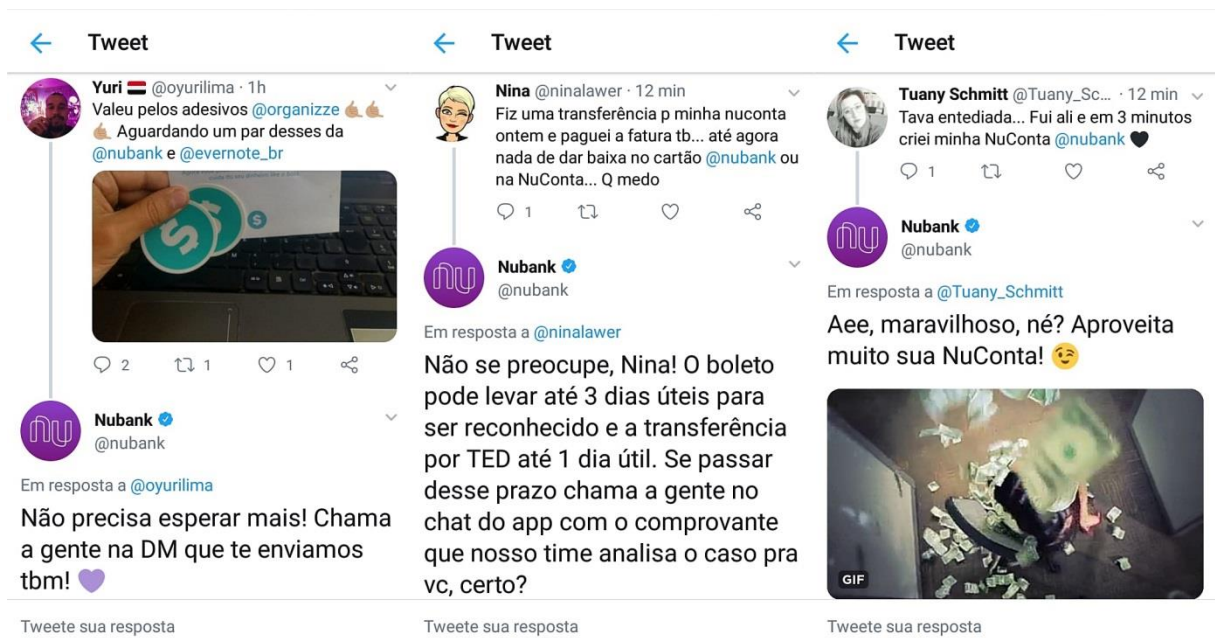 Tweet
Yuri @oyurilima · 1h
Valeu pelos adesivos @organizze
Aguardando um par desses da
@nubank e @evernote_br
2 1 1
Nubank
@nubank
Em resposta a @oyurilima
Não precisa esperar mais! Chama
a gente na DM que te enviamos
tbm! 💜
Tweete sua resposta
Tweet
Nina @ninalawer · 12 min
Fiz uma transferência p minha nuconta
ontem e paguei a fatura tb... até agora
nada de dar baixa no cartão @nubank ou
na NuConta... Q medo
1
nu
Nubank
@nubank
Em resposta a @ninalawer
Não se preocupe, Nina! O boleto
pode levar até 3 dias úteis para
ser reconhecido e a transferência
por TED até 1 dia útil. Se passar
desse prazo chama a gente no
chat do app com o comprovante
que nosso time analisa o caso pra
vc, certo?
Tweete sua resposta
Tweet
Tuany Schmitt @Tuany_Sc... · 12 min
Tava entediada... Fui ali e em 3 minutos
criei minha NuConta @nubank 🖤
1
nu
Nubank
@nubank
Em resposta a @Tuany_Schmitt
Aee, maravilhoso, né? Aproveita
muito sua NuConta! 😉
GIF
Tweete sua resposta